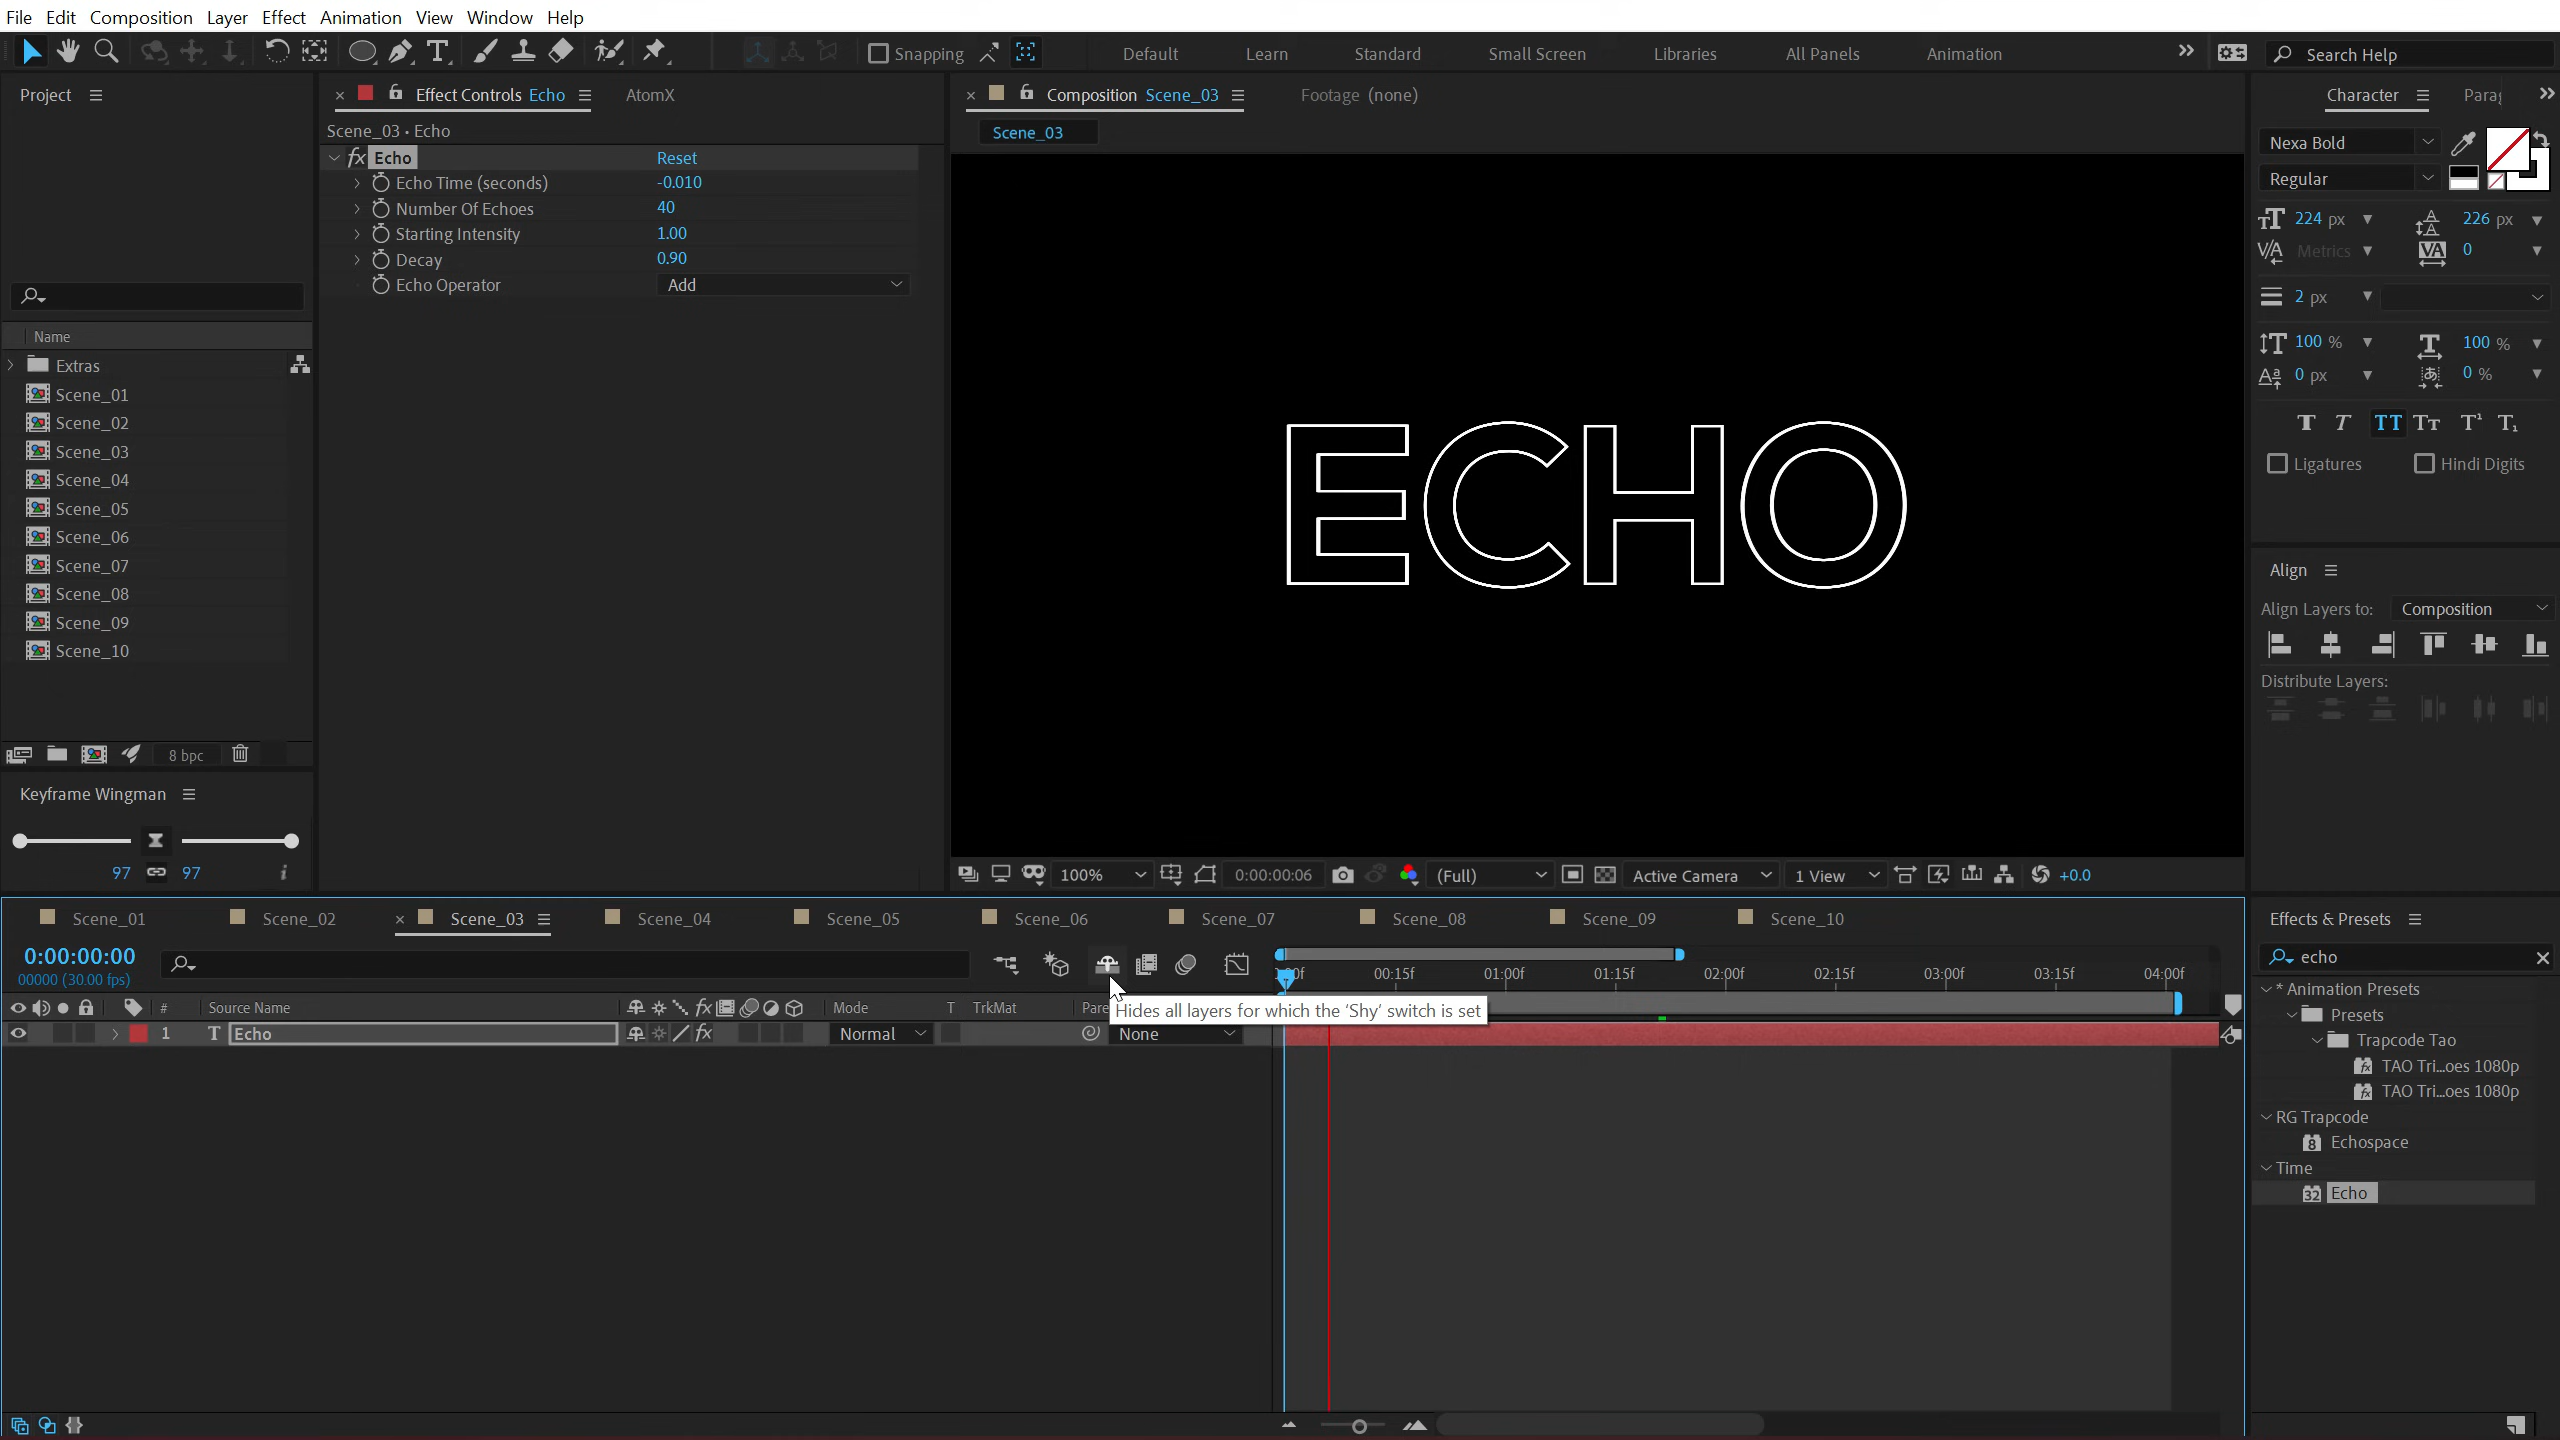 File Edit Composition Layer Effect Animation View Window Help
Snapping Default Learn Standard Small Screen Libraries All Panels Animation Search Help
Project
Effect Controls Echo AtomX
Scene_03 • Echo
fx Echo Reset
Echo Time (seconds) -0.010
Number Of Echoes 40
Starting Intensity 1.00
Decay 0.90
Echo Operator Add
Name
Extras
Scene_01
Scene_02
Scene_03
Scene_04
Scene_05
Scene_06
Scene_07
Scene_08
Scene_09
Scene_10
8 bpc
Keyframe Wingman
97 97
Composition Scene_03 Footage (none)
Scene_03
ECHO
100% 0:00:00:06 (Full) Active Camera 1 View +0.0
Character
Nexa Bold
Regular
224 px 226 px
Metrics 0
2 px
100 % 100 %
0 px 0 %
Ligatures Hindi Digits
Align
Align Layers to: Composition
Distribute Layers:
Scene_01 Scene_02 Scene_03 Scene_04 Scene_05 Scene_06 Scene_07 Scene_08 Scene_09 Scene_10
0:00:00:00
00000 (30.00 fps)
00:15f 01:00f 01:15f 02:00f 02:15f 03:00f 03:15f 04:00f
# Source Name Mode T TrkMat
Hides all layers for which the ‘Shy’ switch is set
1 T Echo fx Normal None
Effects & Presets
echo
* Animation Presets
Presets
Trapcode Tao
TAO Tri...oes 1080p
TAO Tri...oes 1080p
RG Trapcode
Echospace
Time
Echo